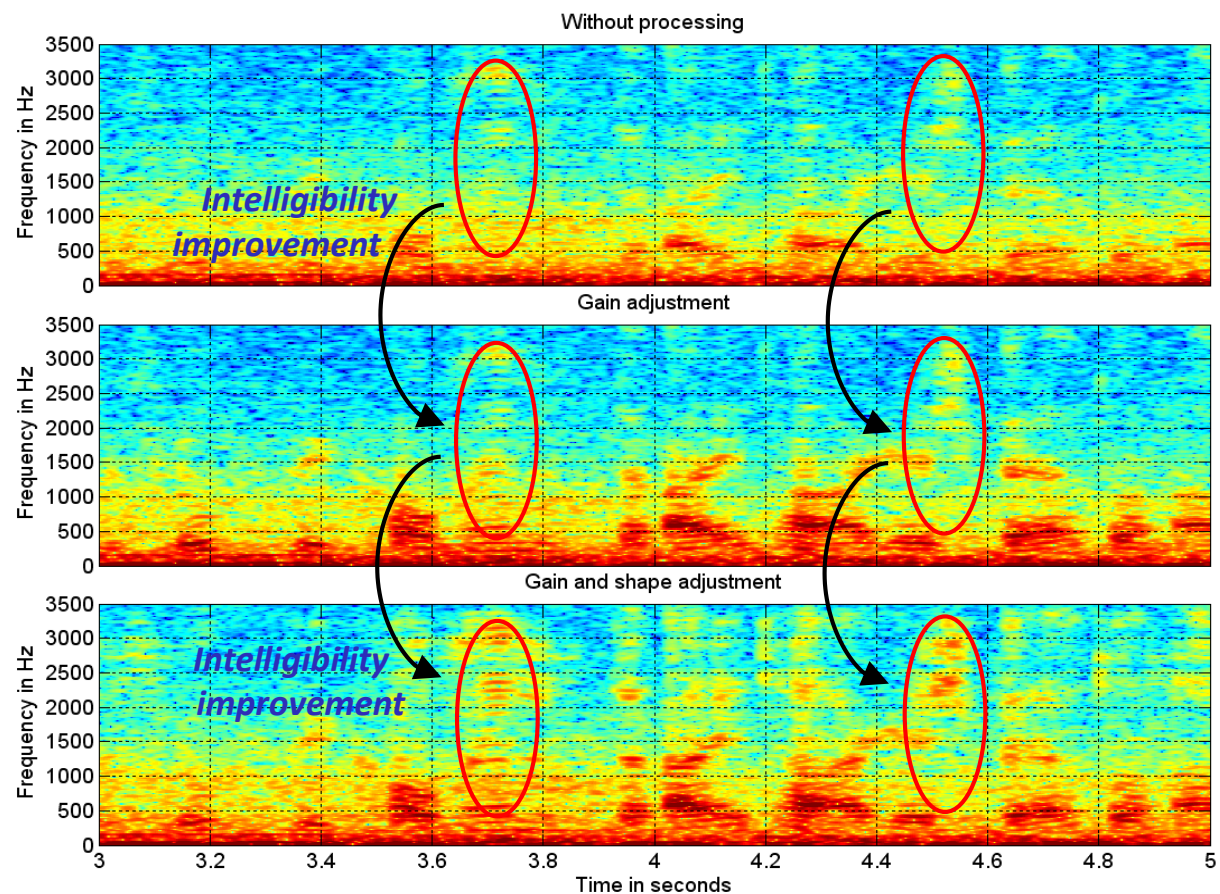 Without processing
3500
3000
2500
2000
1500
1000
500
0
Frequency in Hz
Intelligibility
improvement
Gain adjustment
3500
3000
2500
2000
1500
1000
500
0
Frequency in Hz
Gain and shape adjustment
3500
3000
2500
2000
1500
1000
500
0
Frequency in Hz
Intelligibility
improvement
3 3.2 3.4 3.6 3.8 4 4.2 4.4 4.6 4.8 5
Time in seconds